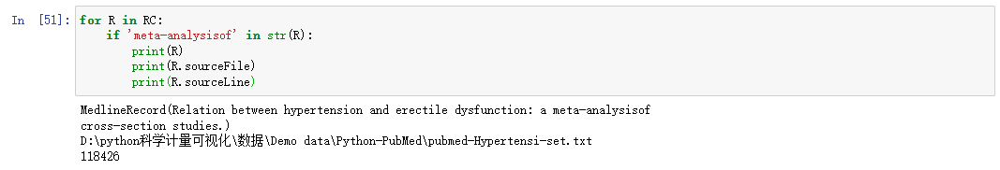 In [51]: for R in RC:
    if 'meta-analysisof' in str(R):
        print(R)
        print(R.sourceFile)
        print(R.sourceLine)
MedlineRecord(Relation between hypertension and erectile dysfunction: a meta-analysisof
cross-section studies.)
D:\python科学计量可视化\数据\Demo data\Python-PubMed\pubmed-Hypertensi-set.txt
118426